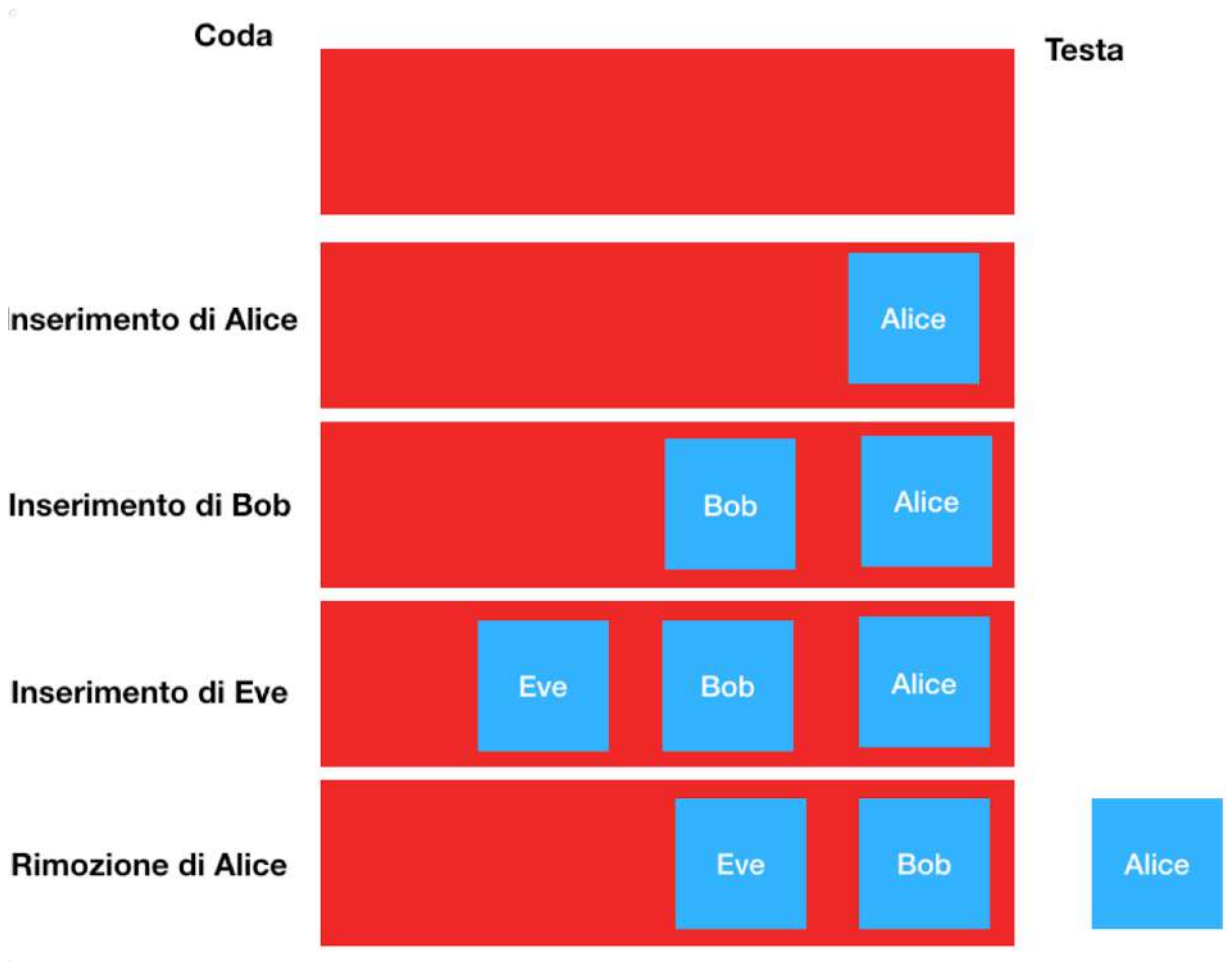 Coda
Testa
Inserimento di Alice
Alice
Inserimento di Bob
Bob
Alice
Inserimento di Eve
Eve
Bob
Alice
Rimozione di Alice
Eve
Bob
Alice